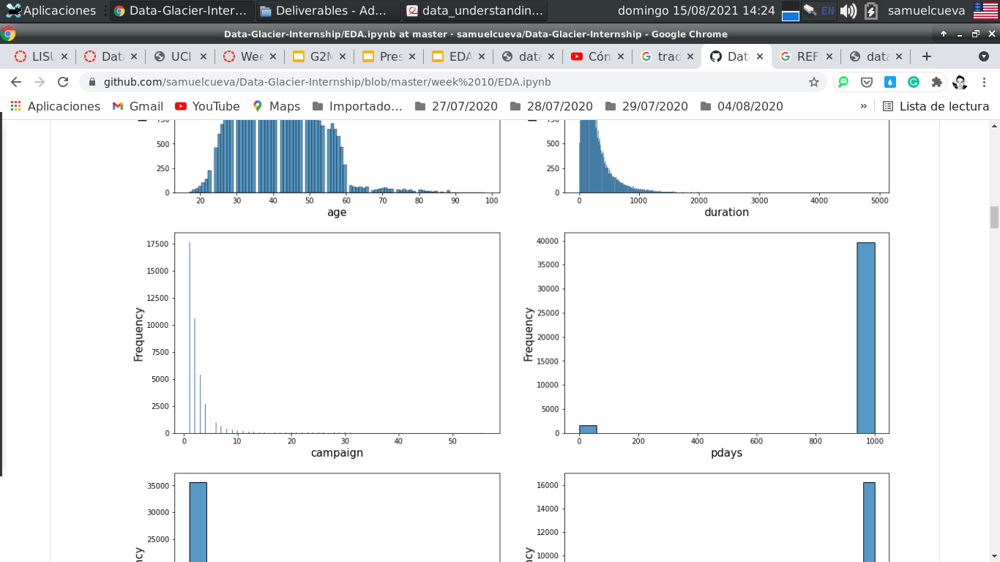 Aplicaciones Data-Glacier-Inter... Deliverables - Ad... data_understandin... domingo 15/08/2021 14:24 EN samuelcueva
Data-Glacier-Internship/EDA.ipynb at master · samuelcueva/Data-Glacier-Internship - Google Chrome
LISU Data UCI Wee G2M Pres EDA data Cóm trad Data REF data
github.com/samuelcueva/Data-Glacier-Internship/blob/master/week%2010/EDA.ipynb
Aplicaciones Gmail YouTube Maps Importado... 27/07/2020 28/07/2020 29/07/2020 04/08/2020 » Lista de lectura
750
500
250
0
20 30 40 50 60 70 80 90 100
age
750
500
250
0
0 1000 2000 3000 4000 5000
duration
17500
15000
12500
10000
7500
5000
2500
0
Frequency
0 10 20 30 40 50
campaign
40000
35000
30000
25000
20000
15000
10000
5000
0
Frequency
0 200 400 600 800 1000
pdays
35000
30000
25000
16000
14000
12000
10000